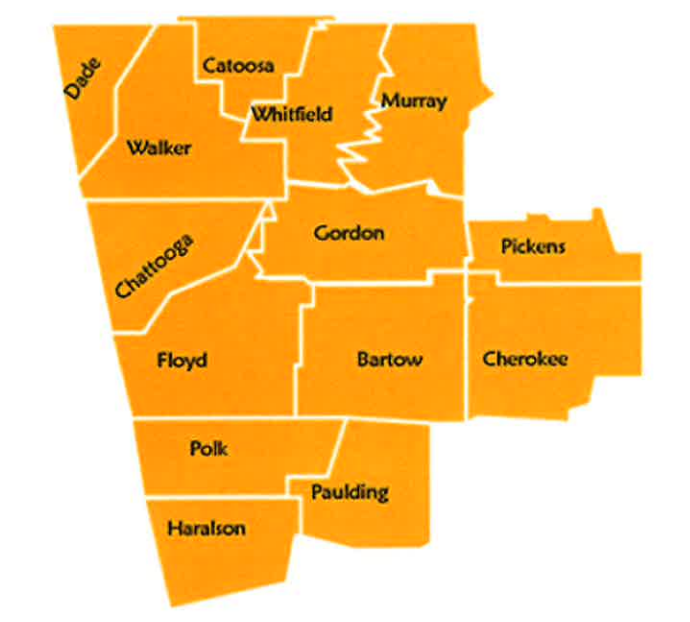 Dade
Catoosa
Murray
Whitfield
Walker
Gordon
Pickens
Chattooga
Floyd
Bartow
Cherokee
Polk
Paulding
Haralson